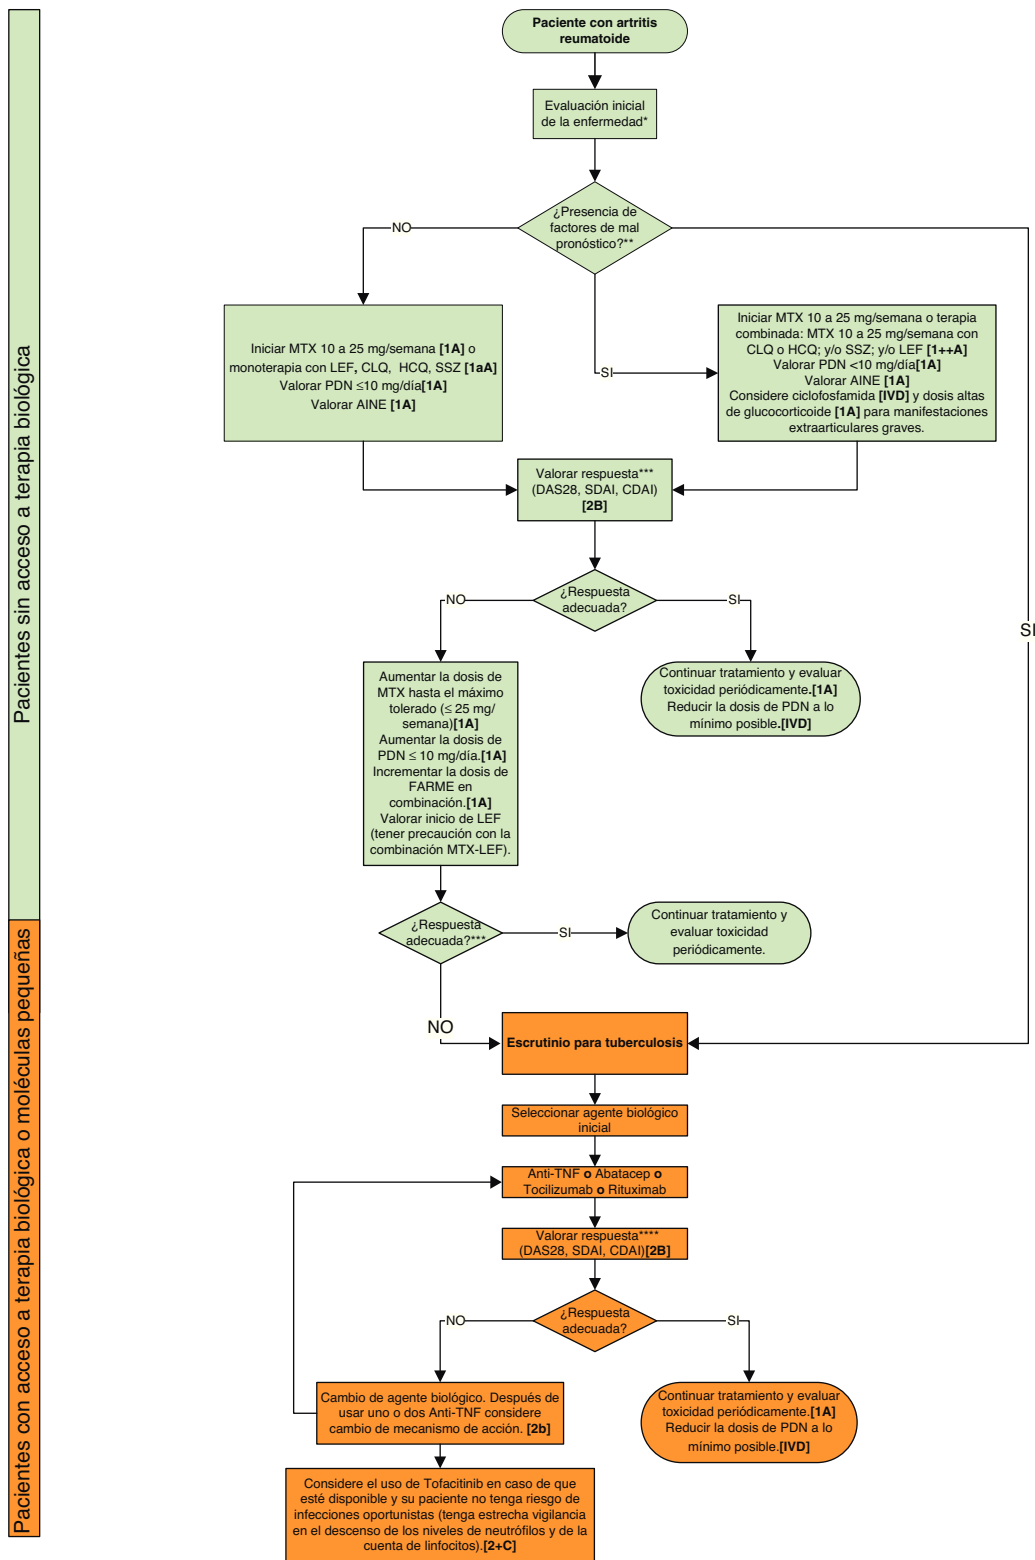 Pacientes sin acceso a terapia biológica
Paciente con artritis
reumatoide
Evaluación inicial
de la enfermedad*
¿Presencia de
factores de mal
pronóstico?**
NO
SI
SI
Iniciar MTX 10 a 25 mg/semana [1A] o
monoterapia con LEF, CLQ, HCQ, SSZ [1aA]
Valorar PDN ≤10 mg/día[1A]
Valorar AINE [1A]
Iniciar MTX 10 a 25 mg/semana o terapia
combinada: MTX 10 a 25 mg/semana con
CLQ o HCQ; y/o SSZ; y/o LEF [1++A]
Valorar PDN <10 mg/día[1A]
Valorar AINE [1A]
Considere ciclofosfamida [IVD] y dosis altas
de glucocorticoide [1A] para manifestaciones
extraarticulares graves.
Valorar respuesta***
(DAS28, SDAI, CDAI)
[2B]
¿Respuesta
adecuada?
NO
SI
Aumentar la dosis de
MTX hasta el máximo
tolerado (≤ 25 mg/
semana)[1A]
Aumentar la dosis de
PDN ≤ 10 mg/día.[1A]
Incrementar la dosis de
FARME en
combinación.[1A]
Valorar inicio de LEF
(tener precaución con la
combinación MTX-LEF).
Continuar tratamiento y evaluar
toxicidad periódicamente.[1A]
Reducir la dosis de PDN a lo
mínimo posible.[IVD]
¿Respuesta
adecuada?***
SI
Continuar tratamiento y
evaluar toxicidad
periódicamente.
NO
Pacientes con acceso a terapia biológica o moléculas pequeñas
Escrutinio para tuberculosis
Seleccionar agente biológico
inicial
Anti-TNF o Abatacep o
Tocilizumab o Rituximab
Valorar respuesta****
(DAS28, SDAI, CDAI)[2B]
¿Respuesta
adecuada?
NO
SI
Cambio de agente biológico. Después de
usar uno o dos Anti-TNF considere
cambio de mecanismo de acción. [2b]
Continuar tratamiento y evaluar
toxicidad periódicamente.[1A]
Reducir la dosis de PDN a lo
mínimo posible.[IVD]
Considere el uso de Tofacitinib en caso de que
esté disponible y su paciente no tenga riesgo de
infecciones oportunistas (tenga estrecha vigilancia
en el descenso de los niveles de neutrófilos y de la
cuenta de linfocitos).[2+C]